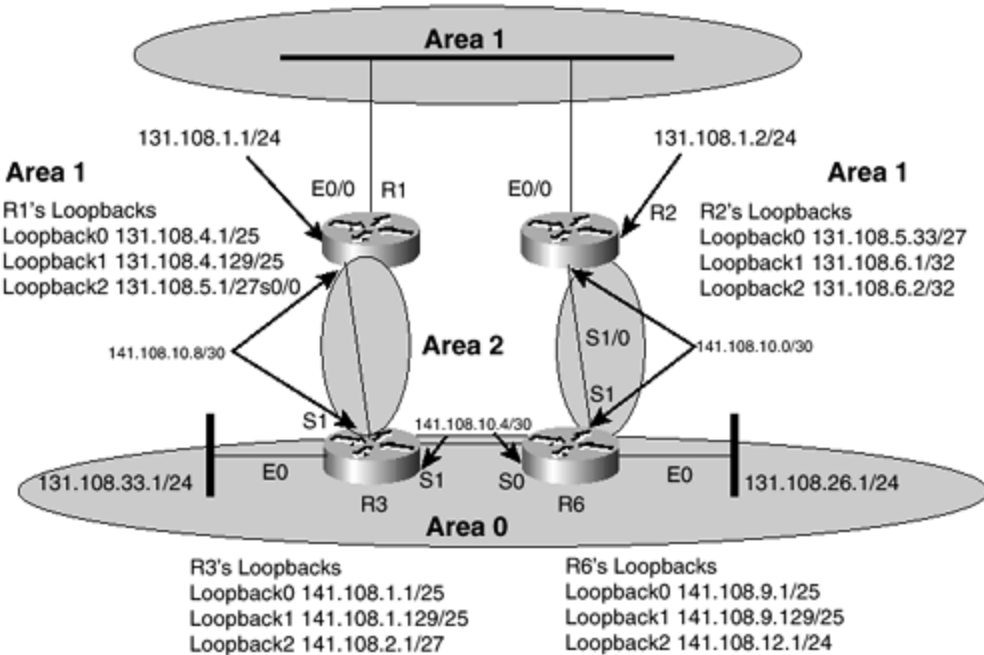 Area 1
131.108.1.1/24
131.108.1.2/24
Area 1
Area 1
E0/0
R1
E0/0
R2
R1's Loopbacks
Loopback0 131.108.4.1/25
Loopback1 131.108.4.129/25
Loopback2 131.108.5.1/27s0/0
R2's Loopbacks
Loopback0 131.108.5.33/27
Loopback1 131.108.6.1/32
Loopback2 131.108.6.2/32
141.108.10.8/30
Area 2
S1/0
141.108.10.0/30
S1
S1
141.108.10.4/30
131.108.33.1/24
E0
S1
S0
E0
131.108.26.1/24
R3
R6
Area 0
R3's Loopbacks
Loopback0 141.108.1.1/25
Loopback1 141.108.1.129/25
Loopback2 141.108.2.1/27
R6's Loopbacks
Loopback0 141.108.9.1/25
Loopback1 141.108.9.129/25
Loopback2 141.108.12.1/24